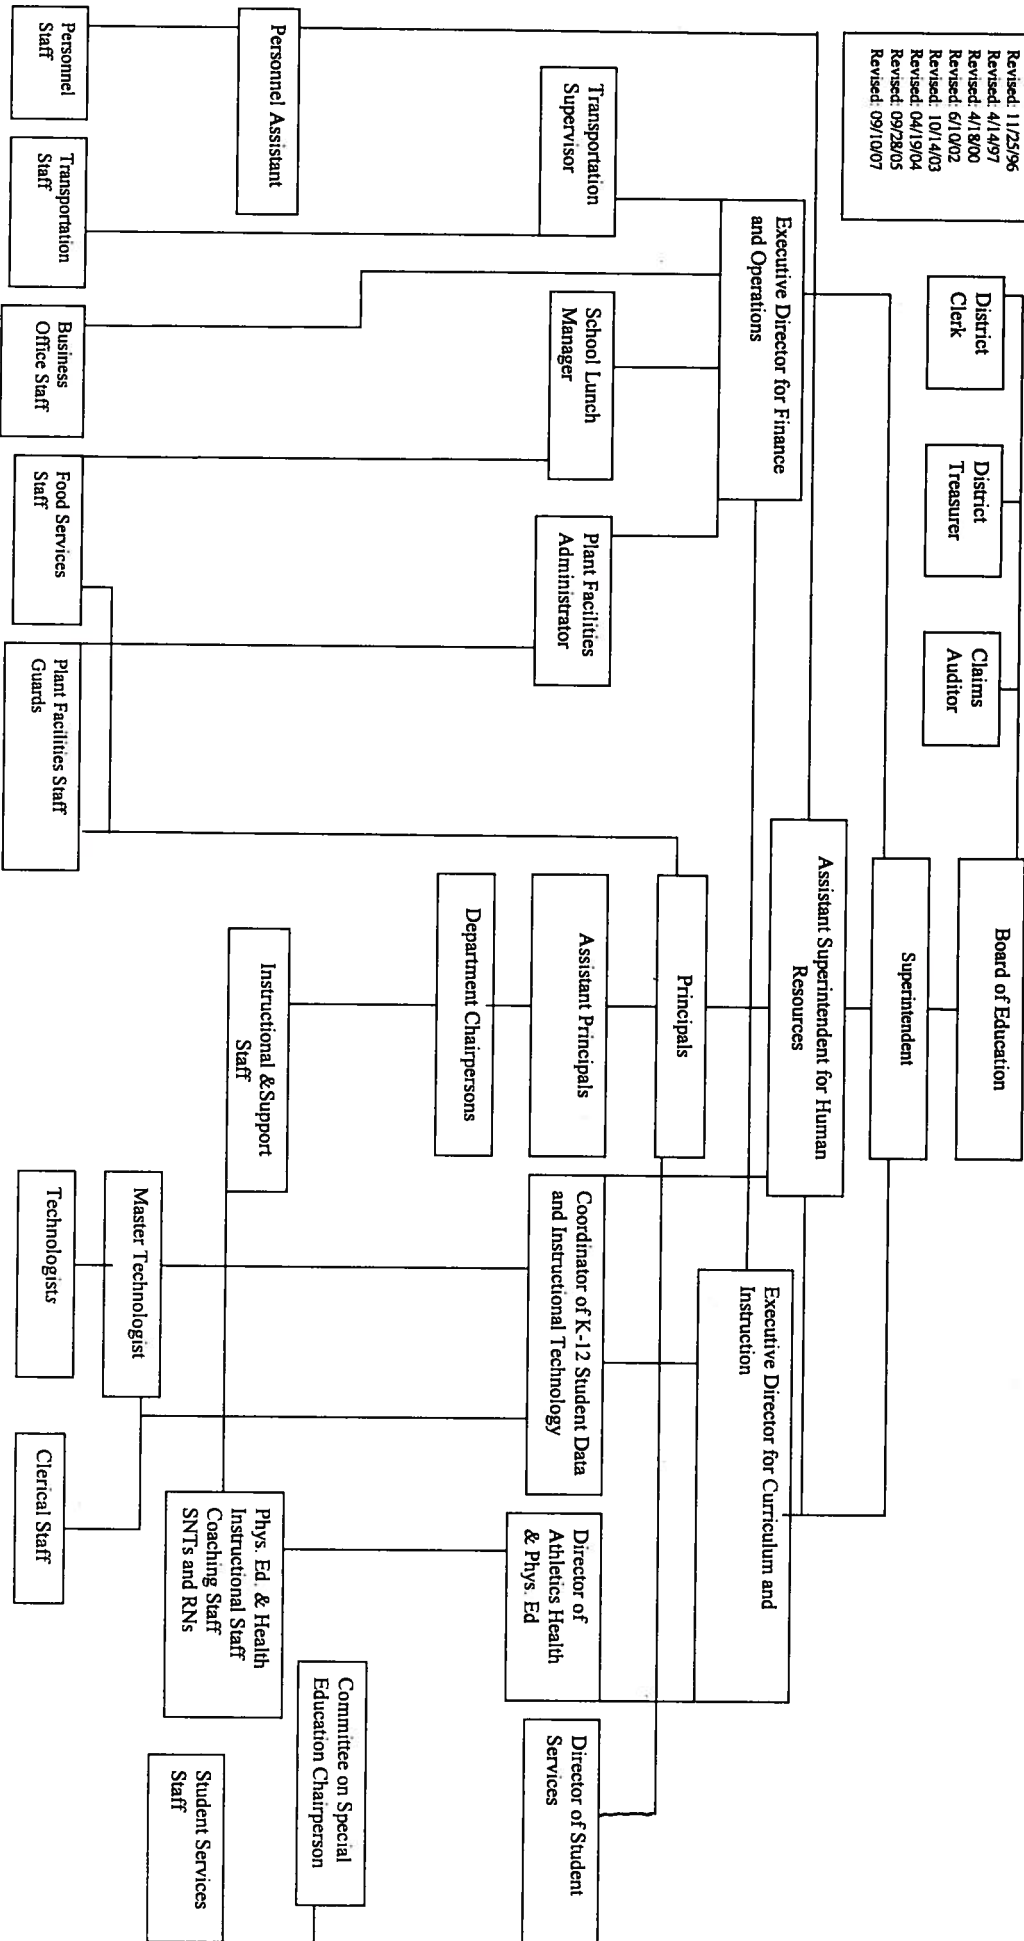 Revised: 11/25/96
Revised: 4/14/97
Revised: 4/18/00
Revised: 6/10/02
Revised: 10/14/03
Revised: 04/19/04
Revised: 09/28/05
Revised: 09/10/07
Board of Education
District
Clerk
District
Treasurer
Claims
Auditor
Superintendent
Assistant Superintendent for Human
Resources
Executive Director for Finance
and Operations
Executive Director for Curriculum and
Instruction
Principals
Transportation
Supervisor
School Lunch
Manager
Plant Facilities
Administrator
Assistant Principals
Coordinator of K-12 Student Data
and Instructional Technology
Director of
Athletics Health
& Phys. Ed
Director of Student
Services
Department Chairpersons
Personnel Assistant
Instructional &Support
Staff
Committee on Special
Education Chairperson
Phys. Ed. & Health
Instructional Staff
Coaching Staff
SNTs and RNs
Student Services
Staff
Master Technologist
Personnel
Staff
Transportation
Staff
Business
Office Staff
Food Services
Staff
Plant Facilities Staff
Guards
Technologists
Clerical Staff